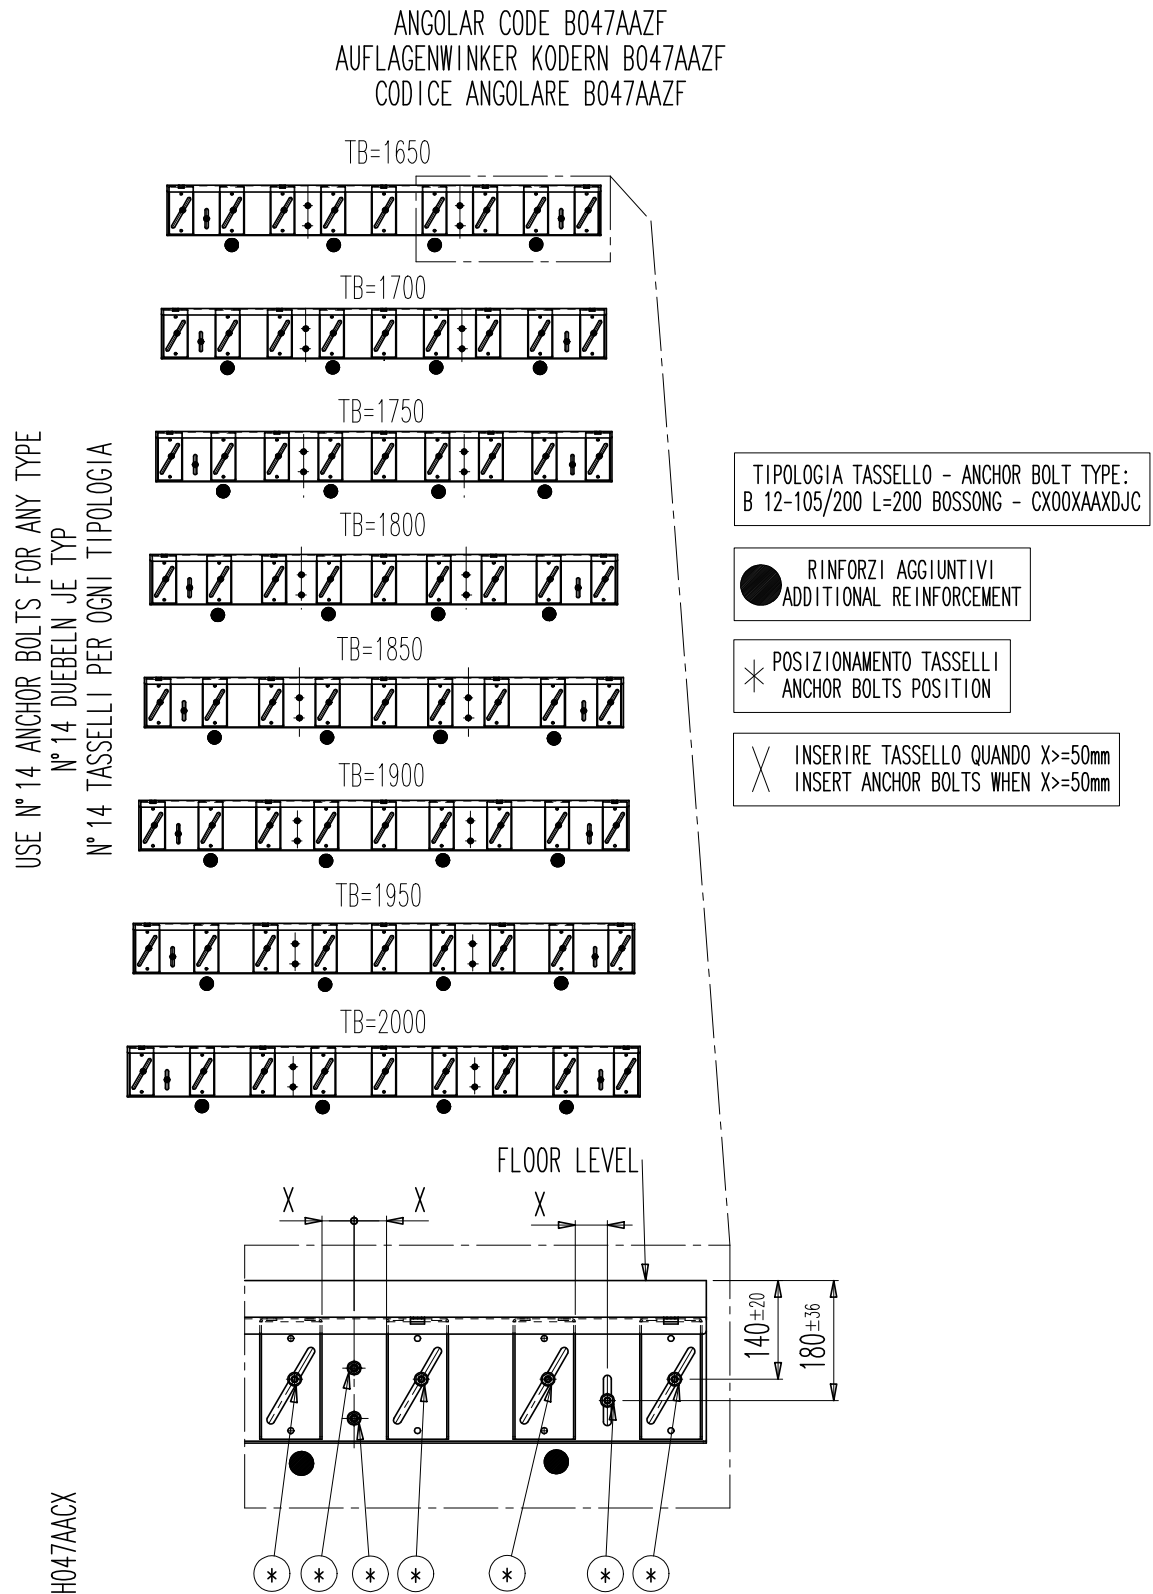 ANGOLAR CODE B047AAZF
AUFLAGENWINKER KODERN B047AAZF
CODICE ANGOLARE B047AAZF
TB=1650
TB=1700
TB=1750
TB=1800
TB=1850
TB=1900
TB=1950
TB=2000
USE N°14 ANCHOR BOLTS FOR ANY TYPE
N°14 DUEBELN JE TYP
N°14 TASSELLI PER OGNI TIPOLOGIA
TIPOLOGIA TASSELLO - ANCHOR BOLT TYPE:
B 12-105/200 L=200 BOSSONG - CX00XAAXDJC
RINFORZI AGGIUNTIVI
ADDITIONAL REINFORCEMENT
* POSIZIONAMENTO TASSELLI
ANCHOR BOLTS POSITION
X INSERIRE TASSELLO QUANDO X>=50mm
INSERT ANCHOR BOLTS WHEN X>=50mm
FLOOR LEVEL
X X X
140±20
180±36
* * * * * * *
H047AACX